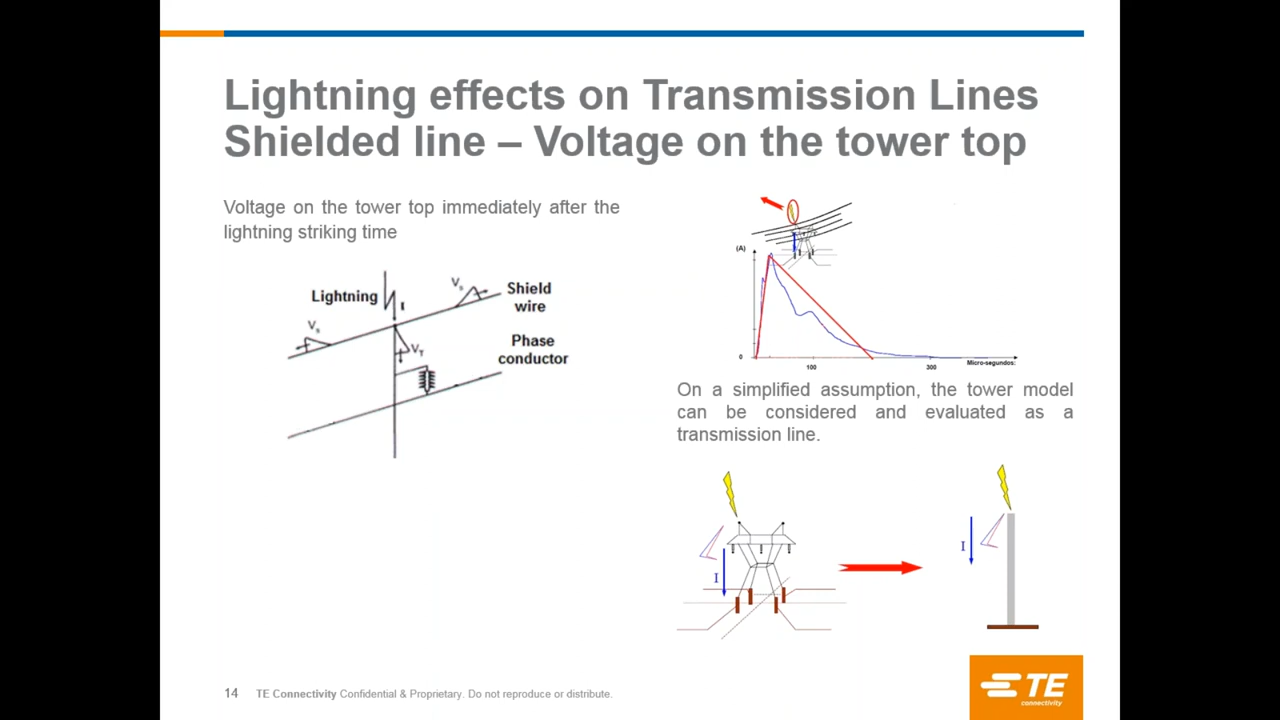 Lightning effects on Transmission Lines
Shielded line – Voltage on the tower top
Voltage on the tower top immediately after the
lightning striking time
Lightning
I
Vs
Shield
wire
Vs
VT
Phase
conductor
(A)
0
100
300
Micro-segundos:
On a simplified assumption, the tower model
can be considered and evaluated as a
transmission line.
I
I
14 TE Connectivity Confidential & Proprietary. Do not reproduce or distribute.
TE
connectivity